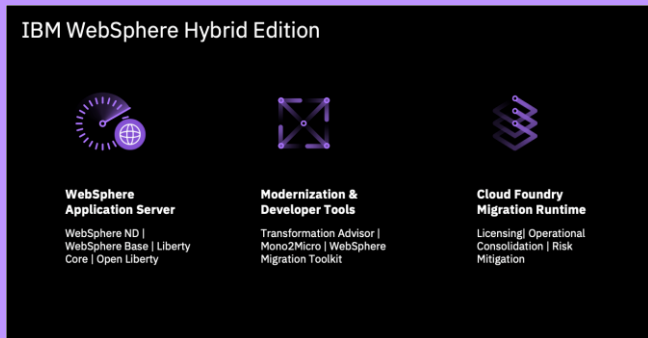 IBM WebSphere Hybrid Edition
WebSphere
Application Server
WebSphere ND |
WebSphere Base | Liberty
Core | Open Liberty
Modernization &
Developer Tools
Transformation Advisor |
Mono2Micro | WebSphere
Migration Toolkit
Cloud Foundry
Migration Runtime
Licensing| Operational
Consolidation | Risk
Mitigation